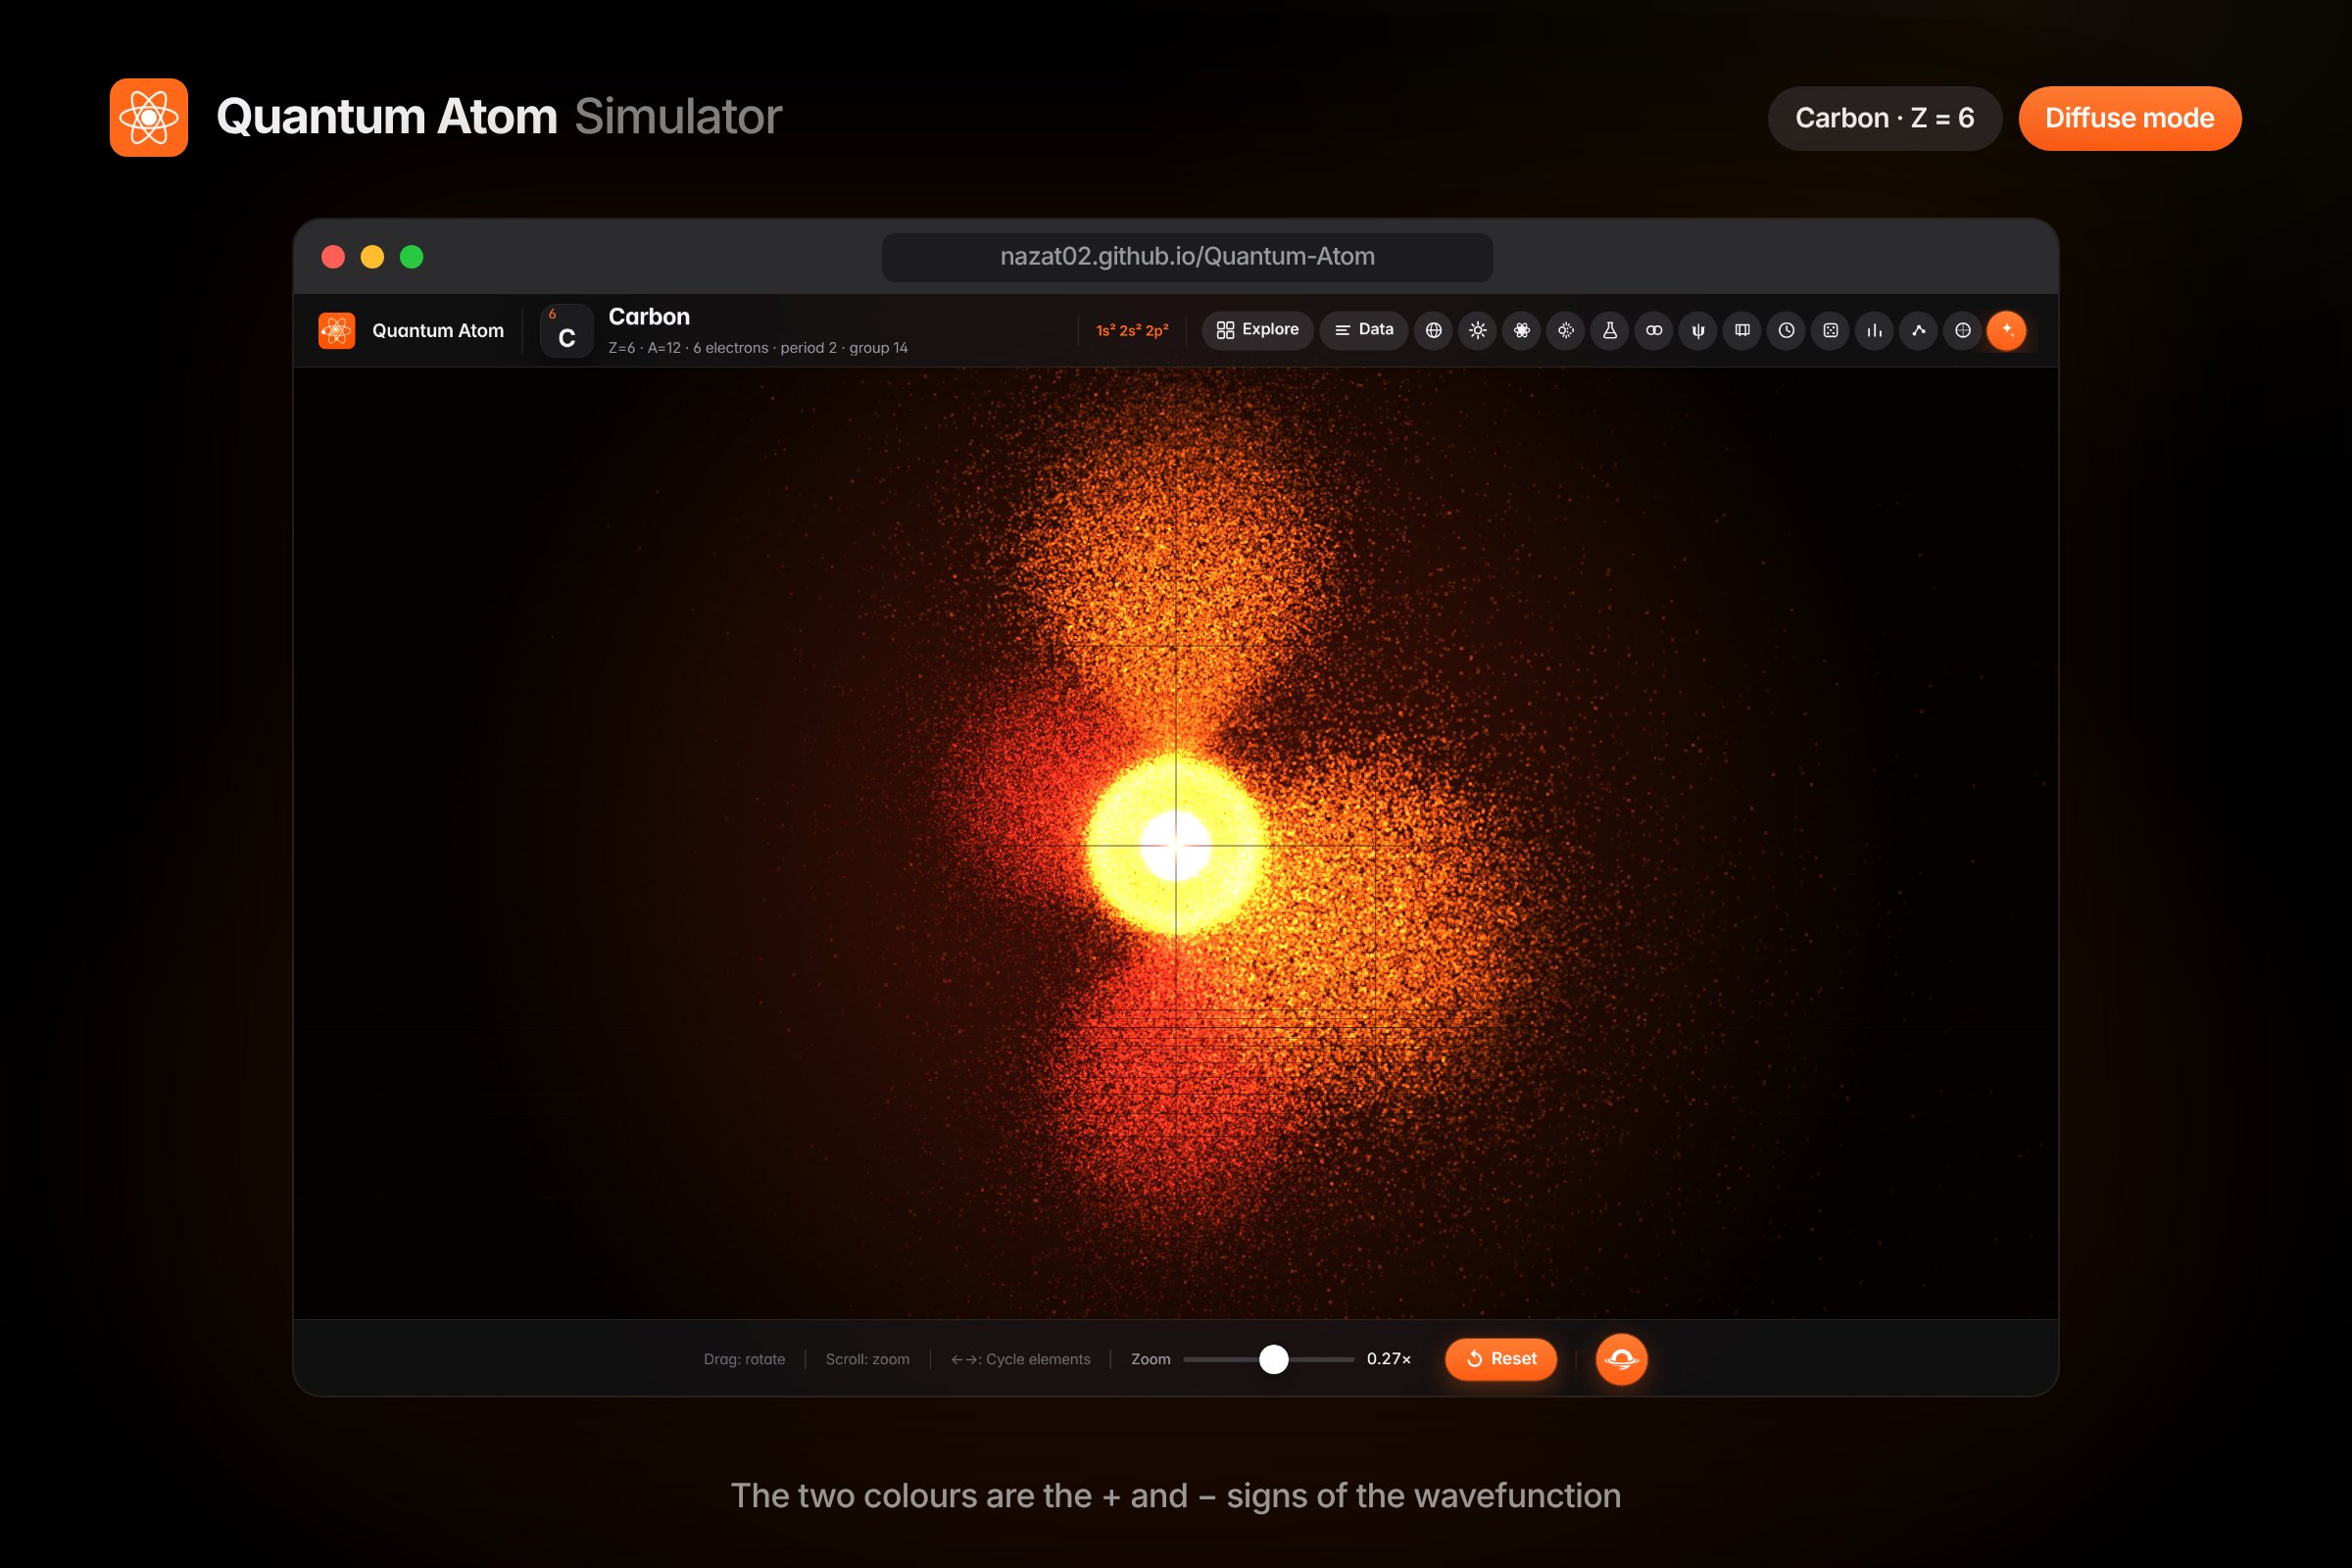 Quantum Atom Simulator
Carbon · Z = 6
Diffuse mode
nazat02.github.io/Quantum-Atom
Quantum Atom
6
C
Carbon
Z=6 · A=12 · 6 electrons · period 2 · group 14
1s² 2s² 2p²
Explore
Data
Drag: rotate
Scroll: zoom
←→: Cycle elements
Zoom
0.27×
Reset
The two colours are the + and − signs of the wavefunction